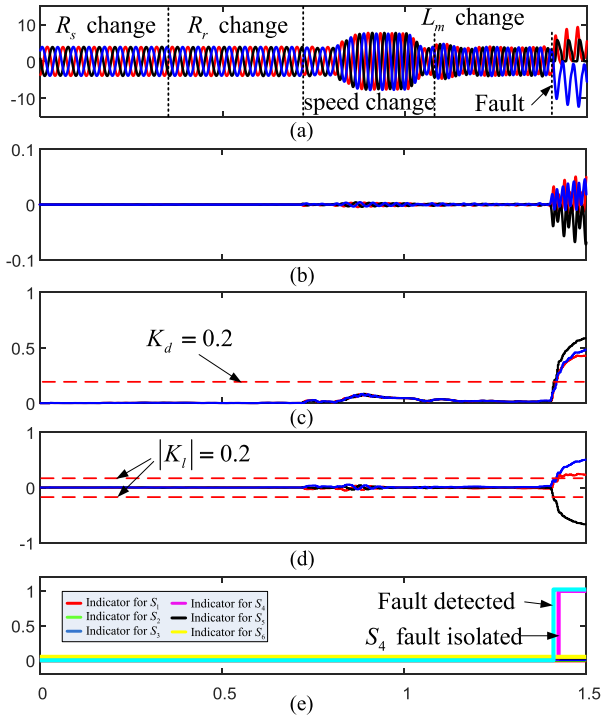 R_s change R_r change L_m change
10
0
-10
speed change Fault
(a)
0.1
0
-0.1
(b)
1
0.5
0
K_d = 0.2
(c)
1
0
-1
|K_l| = 0.2
(d)
1
0.5
0
Indicator for S_1 Indicator for S_4
Indicator for S_2 Indicator for S_5
Indicator for S_3 Indicator for S_6
Fault detected
S_4 fault isolated
0 0.5 1 1.5
(e)